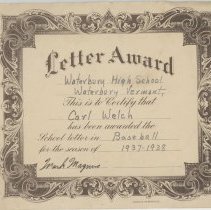 Letter Award
Waterbury High School
Waterbury Vermont,
This is to Certify that
Carl Welch
has been awarded the
School letter in Baseball
for the season of 1937-1938
Frank